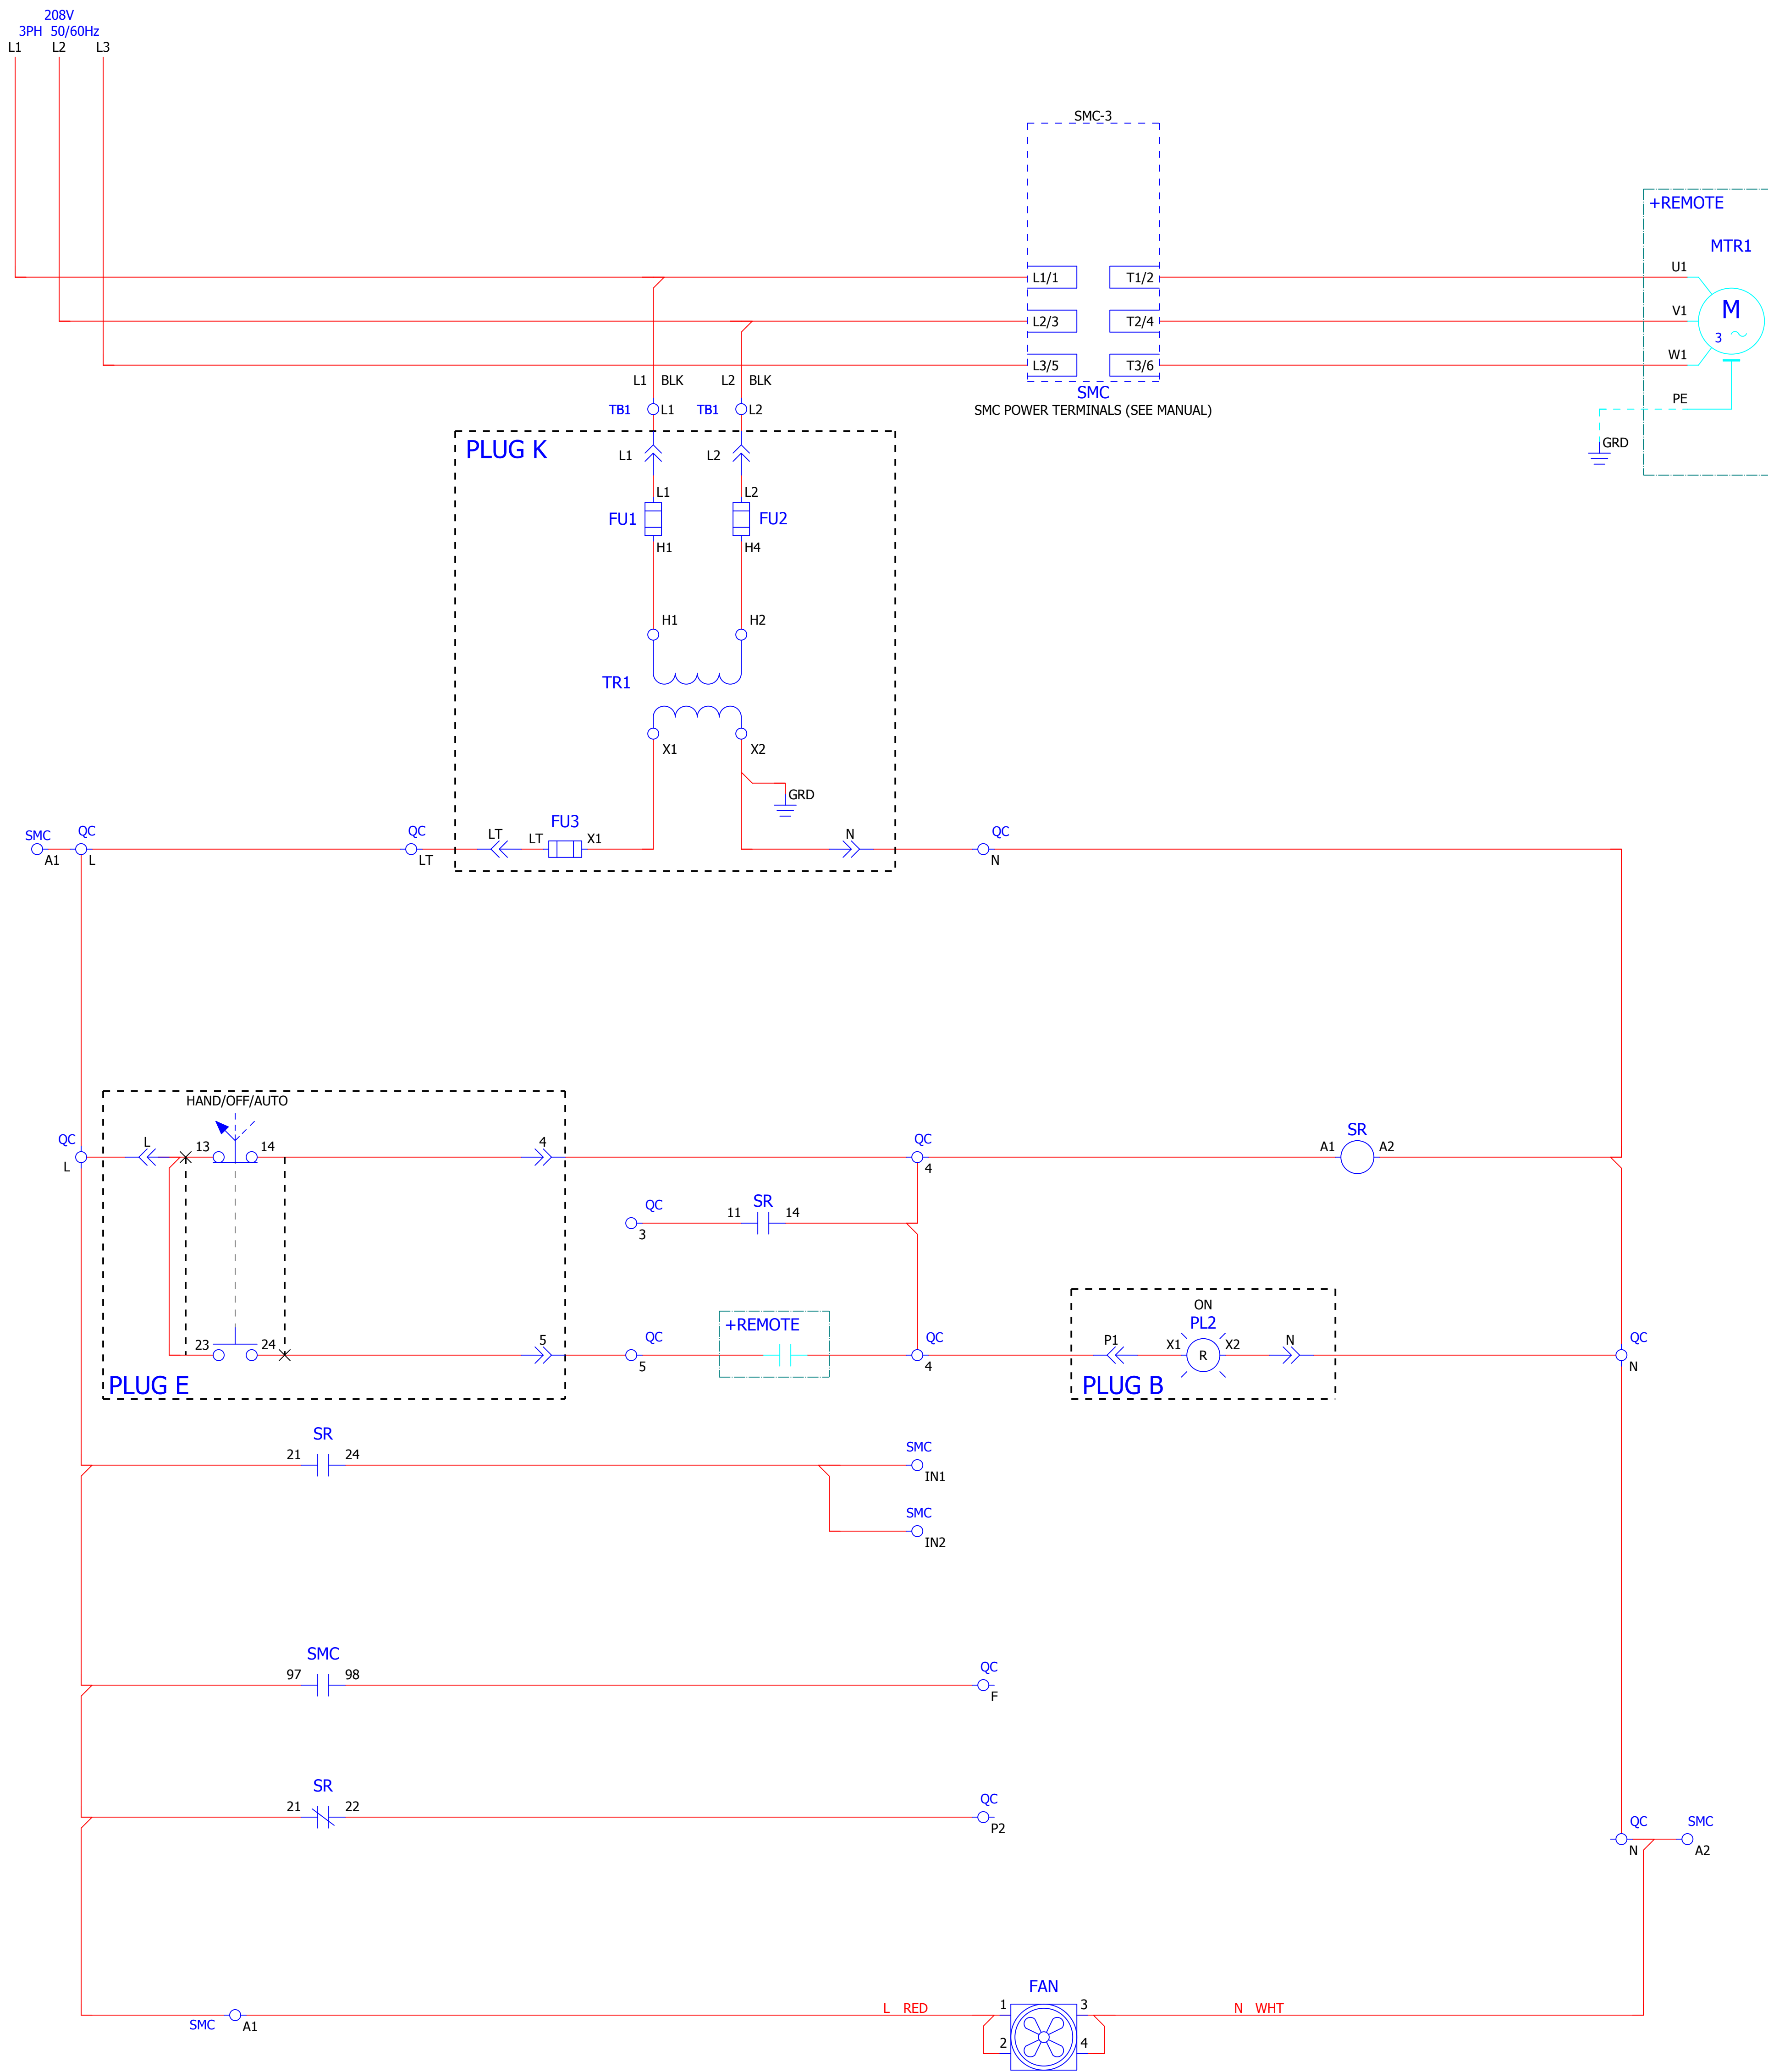 208V
3PH 50/60Hz
L1 L2 L3
SMC-3
+REMOTE
MTR1
L1/1 T1/2 U1
L2/3 T2/4 V1
M
3
L3/5 T3/6 W1
L1 BLK L2 BLK
SMC
PE
TB1 L1 TB1 L2
SMC POWER TERMINALS (SEE MANUAL)
GRD
PLUG K
L1 L2
L1 L2
FU1 FU2
H1 H4
H1 H2
TR1
X1 X2
GRD
FU3
SMC QC QC LT LT X1 N QC
A1 L LT N
HAND/OFF/AUTO
QC L 13 14 4 QC SR
A1 A2
L 4
QC 11 SR 14
3
ON
+REMOTE PL2
23 24 5 QC P1 X1 R X2 N QC
5 4 N
PLUG E PLUG B
SR SMC
21 24
IN1
SMC
IN2
SMC
97 98 QC
F
SR
21 22 QC
P2
QC SMC
N A2
FAN
L RED 1 3 N WHT
SMC A1
2 4